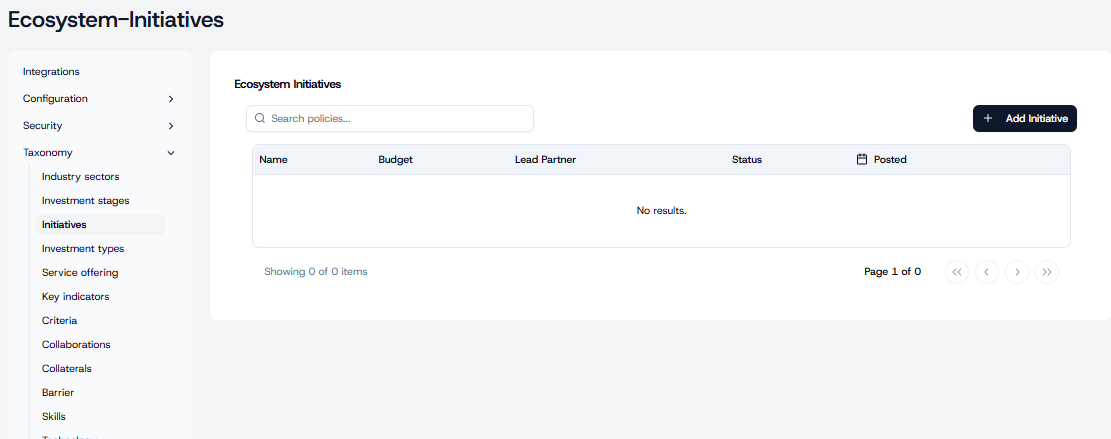 Ecosystem-Initiatives
Integrations
Configuration
Security
Taxonomy
Industry sectors
Investment stages
Initiatives
Investment types
Service offering
Key indicators
Criteria
Collaborations
Collaterals
Barrier
Skills
Ecosystem Initiatives
Search policies...
Add Initiative
Name Budget Lead Partner Status Posted
No results.
Showing 0 of 0 items
Page 1 of 0